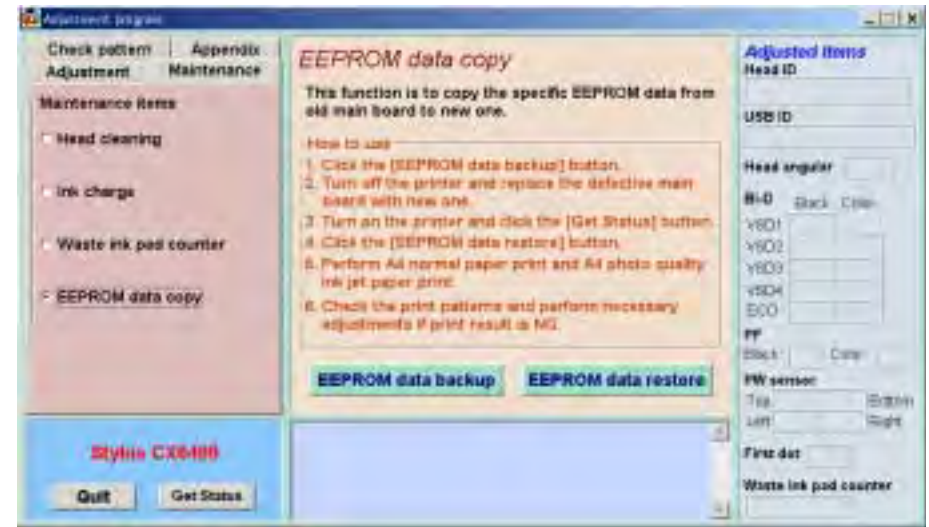 Adjustment program
Check pattern
Appendix
Adjustment
Maintenance
Maintenance items
Head cleaning
Ink charge
Waste ink pad counter
EEPROM data copy
EEPROM data copy
This function is to copy the specific EEPROM data from
old main board to new one.
How to use
1. Click the [EEPROM data backup] button.
2. Turn off the printer and replace the defective main
board with new one.
3. Turn on the printer and click the [Get Status] button.
4. Click the [EEPROM data restore] button.
5. Perform A4 normal paper print and A4 photo quality
ink jet paper print.
6. Check the print patterns and perform necessary
adjustments if print result is NG.
EEPROM data backup
EEPROM data restore
Stylus CX6400
Quit
Get Status
Adjusted items
Head ID
USB ID
Head angular
Bi-D
Black
Color
VSD1
VSD2
VSD3
VSD4
ECO
PF
Black
Color
PW sensor
Top
Bottom
Left
Right
First dot
Waste ink pad counter